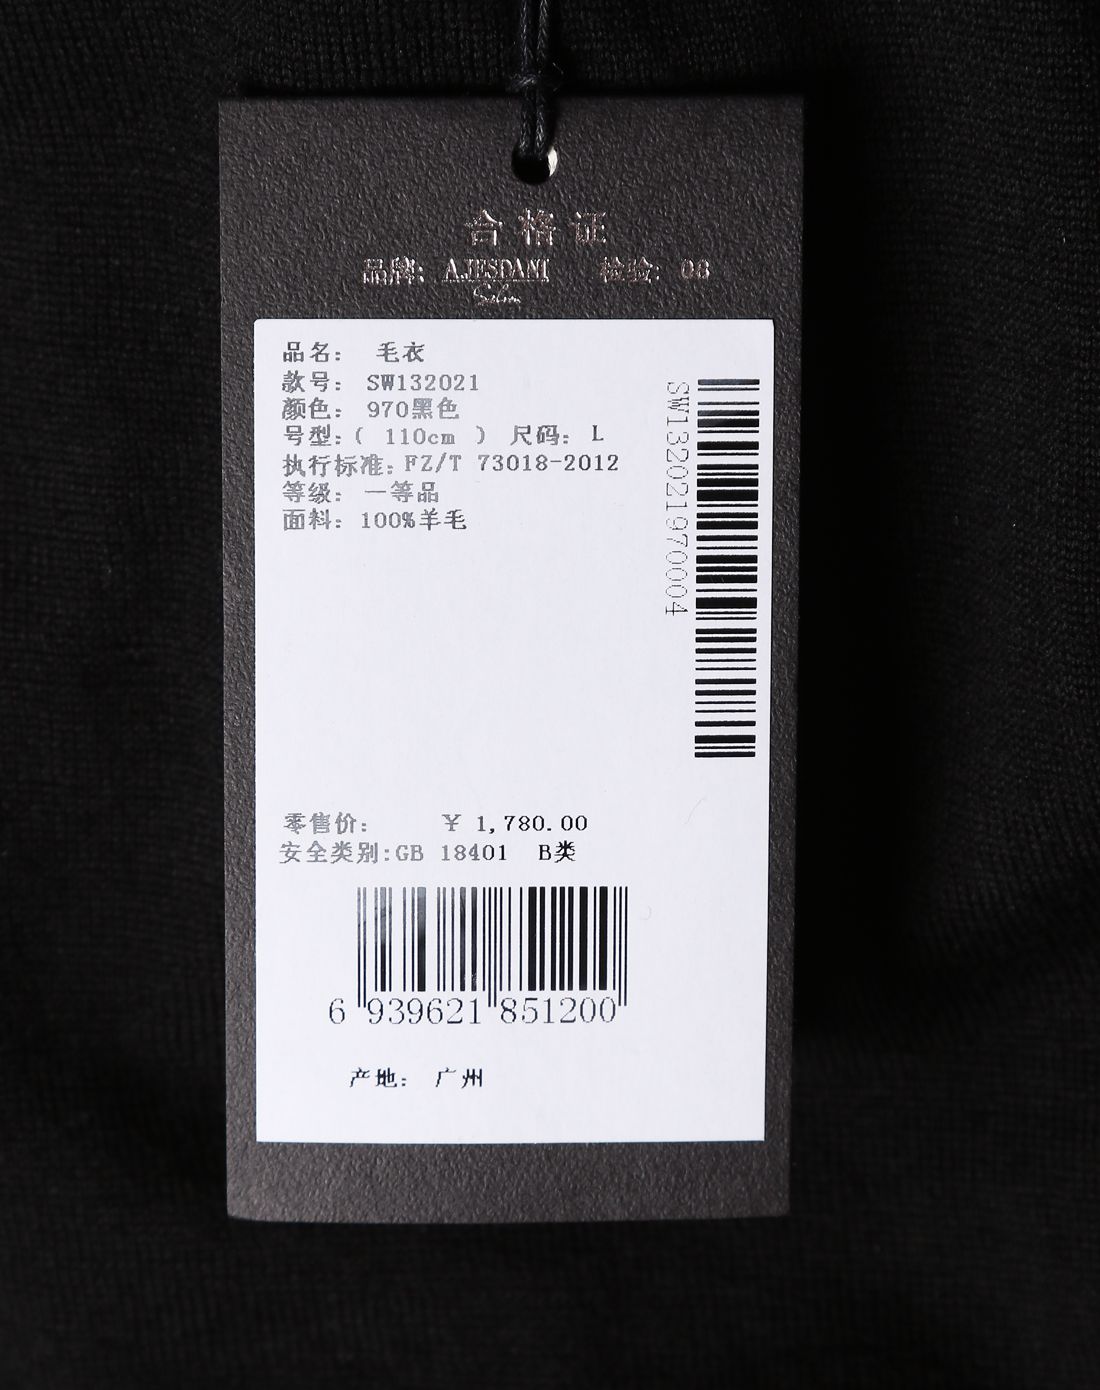 合格证
品牌: A.JESDANI 检验: 06
品名: 毛衣
款号: SW132021
颜色: 970黑色
号型:( 110cm ) 尺码: L
执行标准:FZ/T 73018-2012
等级: 一等品
面料: 100%羊毛
SW132021970004
零售价: ¥ 1,780.00
安全类别:GB 18401 B类
6 939621 851200
产地: 广州